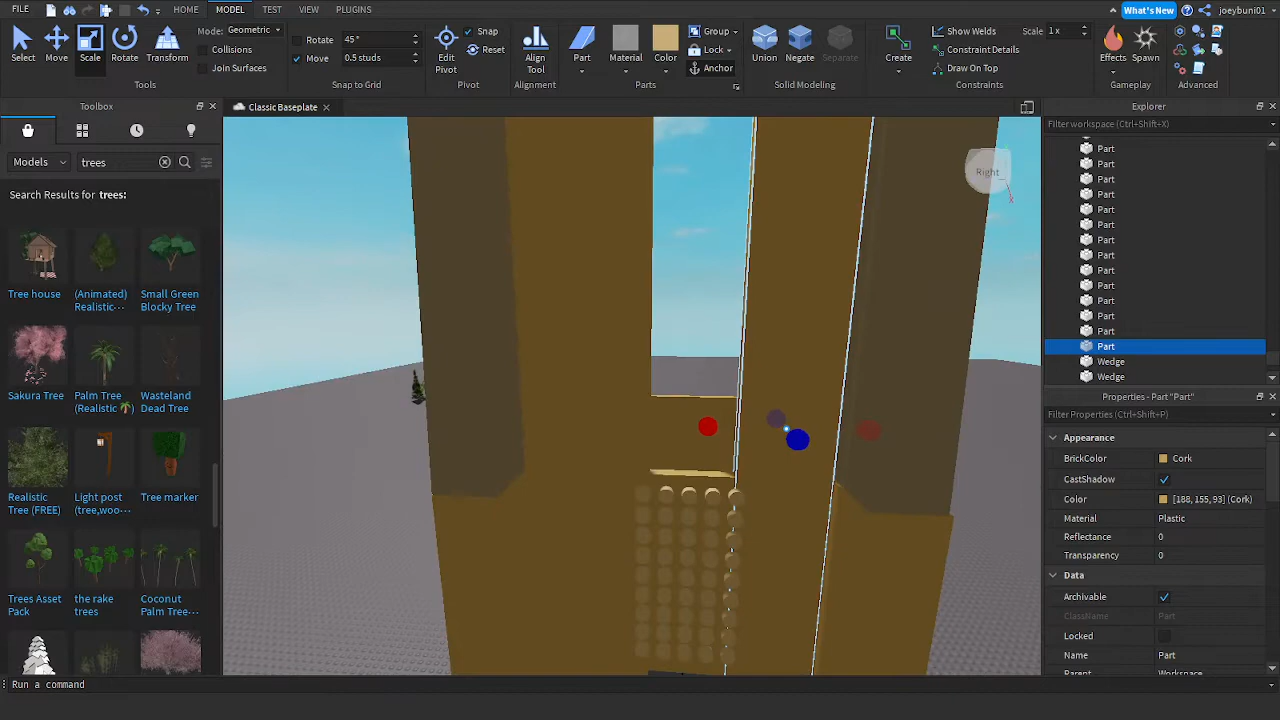 FILE HOME MODEL TEST VIEW PLUGINS What's New joeybuni01
Select Move Scale Rotate Transform
Mode: Geometric
Collisions
Join Surfaces
Tools
Rotate 45°
Move 0.5 studs
Snap to Grid
Edit Pivot
Snap
Reset
Pivot
Align Tool
Alignment
Part Material Color
Group
Lock
Anchor
Parts
Union Negate Separate
Solid Modeling
Create
Show Welds Scale 1 x
Constraint Details
Draw On Top
Constraints
Effects Spawn
Gameplay
Advanced
Toolbox
Models trees
Search Results for trees:
Tree house
(Animated) Realistic···
Small Green Blocky Tree
Sakura Tree
Palm Tree (Realistic🌴)
Wasteland Dead Tree
Realistic Tree (FREE)
Light post (tree,woo···
Tree marker
Trees Asset Pack
the rake trees
Coconut Palm Tree···
Classic Baseplate
Right
Explorer
Filter workspace (Ctrl+Shift+X)
Part
Part
Part
Part
Part
Part
Part
Part
Part
Part
Part
Part
Part
Part
Wedge
Wedge
Properties - Part "Part"
Filter Properties (Ctrl+Shift+P)
Appearance
BrickColor Cork
CastShadow
Color [188,155,93] (Cork)
Material Plastic
Reflectance 0
Transparency 0
Data
Archivable
ClassName Part
Locked
Name Part
Parent Workspace
Run a command